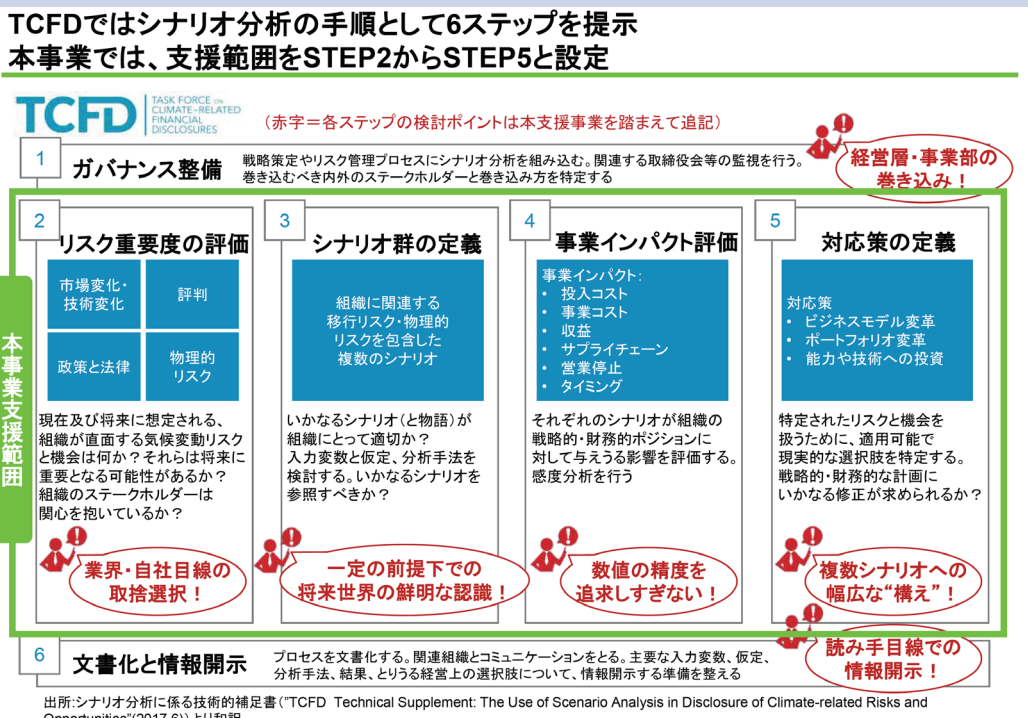 TCFDではシナリオ分析の手順として6ステップを提示
本事業では、支援範囲をSTEP2からSTEP5と設定
TCFD
TASK FORCE ON
CLIMATE-RELATED
FINANCIAL
DISCLOSURES
（赤字＝各ステップの検討ポイントは本支援事業を踏まえて追記）
1
ガバナンス整備
戦略策定やリスク管理プロセスにシナリオ分析を組み込む。関連する取締役会等の監視を行う。
巻き込むべき内外のステークホルダーと巻き込み方を特定する
経営層・事業部の
巻き込み！
本事業支援範囲
2
リスク重要度の評価
市場変化・
技術変化
評判
政策と法律
物理的
リスク
現在及び将来に想定される、
組織が直面する気候変動リスク
と機会は何か？それらは将来に
重要となる可能性があるか？
組織のステークホルダーは
関心を抱いているか？
業界・自社目線の
取捨選択！
3
シナリオ群の定義
組織に関連する
移行リスク・物理的
リスクを包含した
複数のシナリオ
いかなるシナリオ（と物語）が
組織にとって適切か？
入力変数と仮定、分析手法を
検討する。いかなるシナリオを
参照すべきか？
一定の前提下での
将来世界の鮮明な認識！
4
事業インパクト評価
事業インパクト：
• 投入コスト
• 事業コスト
• 収益
• サプライチェーン
• 営業停止
• タイミング
それぞれのシナリオが組織の
戦略的・財務的ポジションに
対して与えうる影響を評価する。
感度分析を行う
数値の精度を
追求しすぎない！
5
対応策の定義
対応策
• ビジネスモデル変革
• ポートフォリオ変革
• 能力や技術への投資
特定されたリスクと機会を
扱うために、適用可能で
現実的な選択肢を特定する。
戦略的・財務的な計画に
いかなる修正が求められるか？
複数シナリオへの
幅広な“構え”！
6
文書化と情報開示
プロセスを文書化する。関連組織とコミュニケーションをとる。主要な入力変数、仮定、
分析手法、結果、とりうる経営上の選択肢について、情報開示する準備を整える
読み手目線での
情報開示！
出所:シナリオ分析に係る技術的補足書("TCFD Technical Supplement: The Use of Scenario Analysis in Disclosure of Climate-related Risks and
Opportunities"(2017.6))より和訳